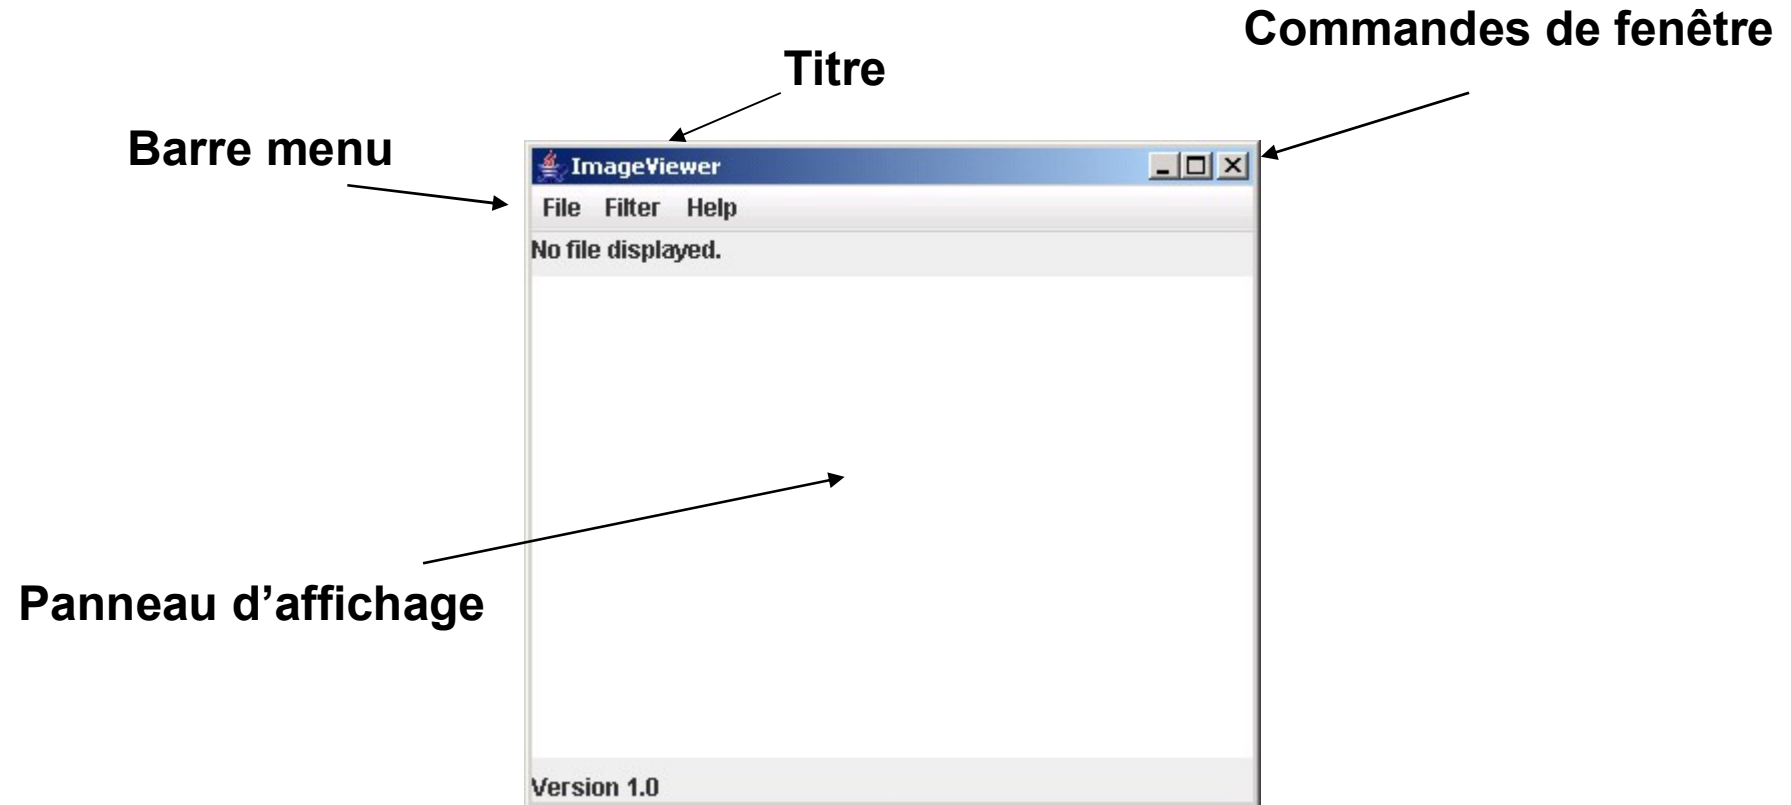 Commandes de fenêtre
Titre
Barre menu
ImageViewer
File Filter Help
No file displayed.
Panneau d’affichage
Version 1.0